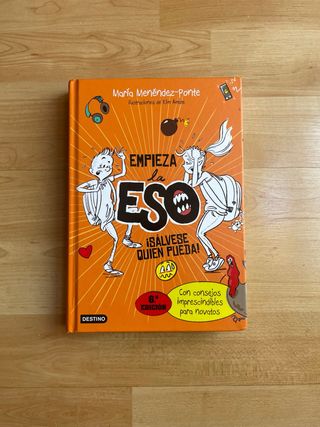 María Menéndez-Ponte
Ilustraciones de Kim Amate
EMPIEZA
la
ESO
¡SÁLVESE
QUIEN PUEDA!
6.ª
EDICIÓN
Con consejos
imprescindibles
para novatos
DESTINO